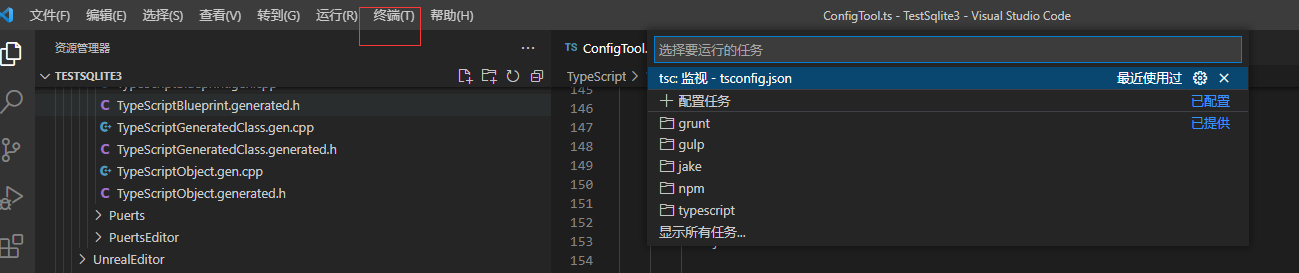 文件(F) 编辑(E) 选择(S) 查看(V) 转到(G) 运行(R) 终端(T) 帮助(H) ConfigTool.ts - TestSqlite3 - Visual Studio Code
资源管理器
TESTSQLITE3
TypeScriptBlueprint.generated.h
TypeScriptGeneratedClass.gen.cpp
TypeScriptGeneratedClass.generated.h
TypeScriptObject.gen.cpp
TypeScriptObject.generated.h
Puerts
PuertsEditor
UnrealEditor
TS ConfigTool.
TypeScript
145
146
147
148
149
150
151
152
153
154
选择要运行的任务
tsc: 监视 - tsconfig.json 最近使用过
配置任务 已配置
grunt 已提供
gulp
jake
npm
typescript
显示所有任务...